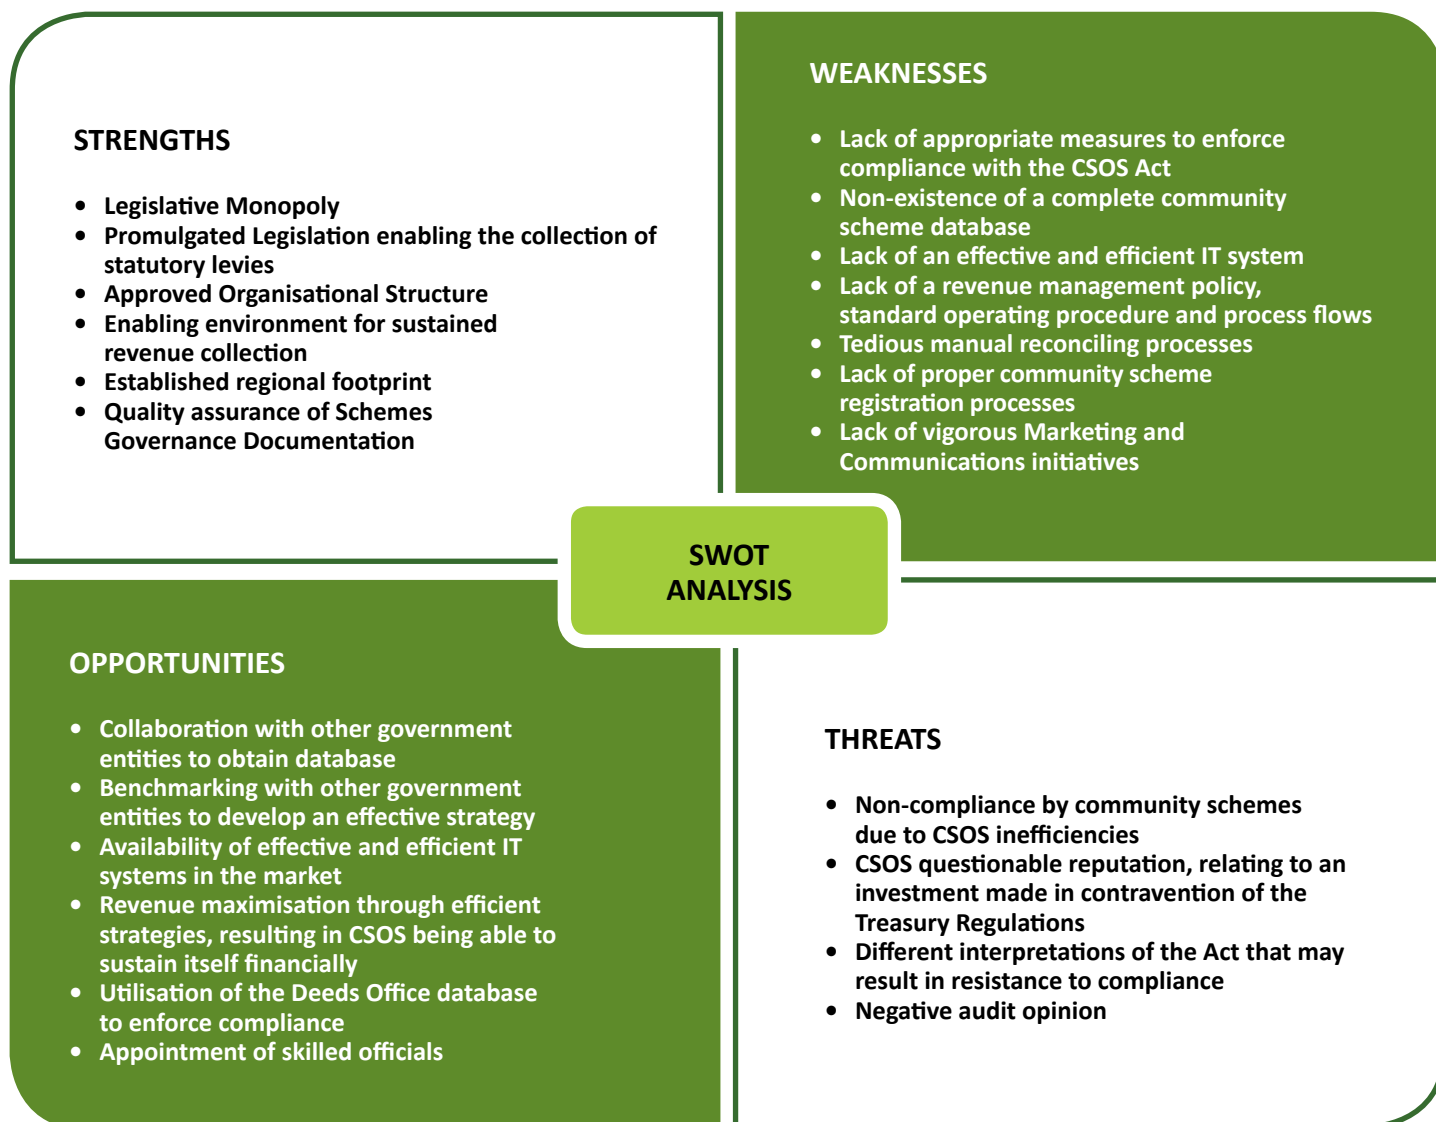 STRENGTHS
• Legislative Monopoly
• Promulgated Legislation enabling the collection of
statutory levies
• Approved Organisational Structure
• Enabling environment for sustained
revenue collection
• Established regional footprint
• Quality assurance of Schemes
Governance Documentation
WEAKNESSES
• Lack of appropriate measures to enforce
compliance with the CSOS Act
• Non-existence of a complete community
scheme database
• Lack of an effective and efficient IT system
• Lack of a revenue management policy,
standard operating procedure and process flows
• Tedious manual reconciling processes
• Lack of proper community scheme
registration processes
• Lack of vigorous Marketing and
Communications initiatives
SWOT
ANALYSIS
OPPORTUNITIES
• Collaboration with other government
entities to obtain database
• Benchmarking with other government
entities to develop an effective strategy
• Availability of effective and efficient IT
systems in the market
• Revenue maximisation through efficient
strategies, resulting in CSOS being able to
sustain itself financially
• Utilisation of the Deeds Office database
to enforce compliance
• Appointment of skilled officials
THREATS
• Non-compliance by community schemes
due to CSOS inefficiencies
• CSOS questionable reputation, relating to an
investment made in contravention of the
Treasury Regulations
• Different interpretations of the Act that may
result in resistance to compliance
• Negative audit opinion